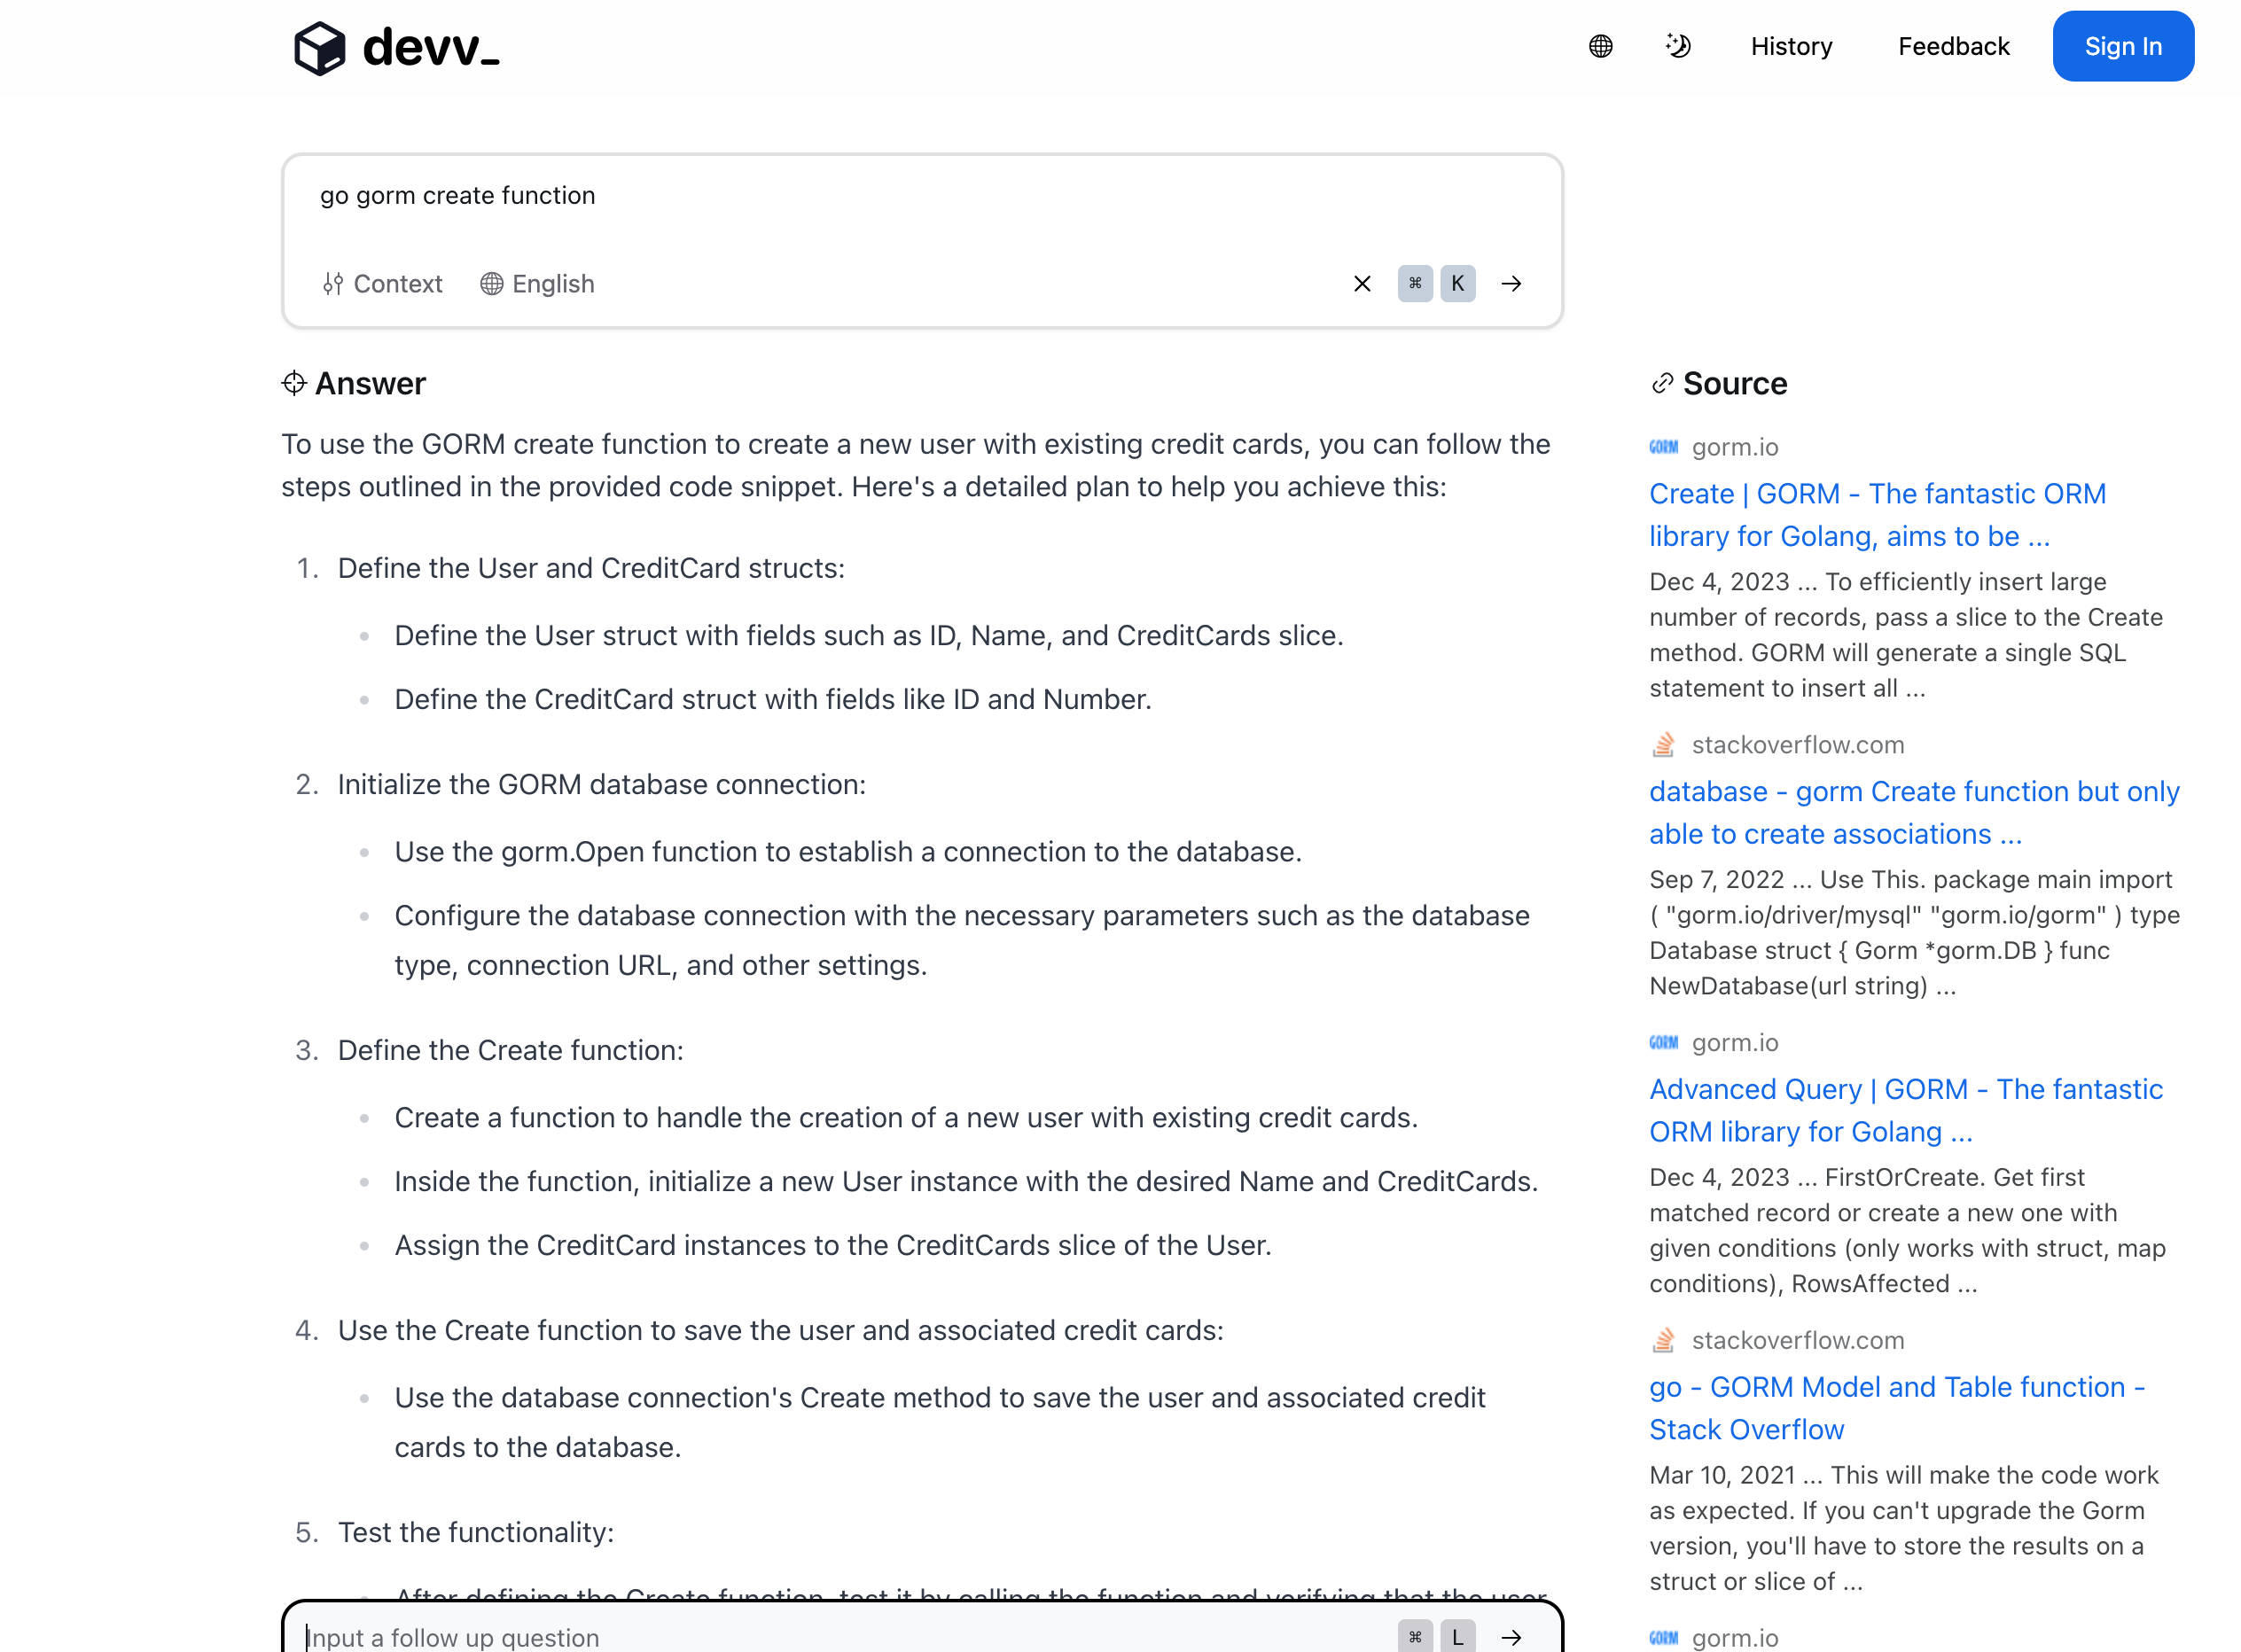 devv_
History
Feedback
Sign In
go gorm create function
Context
English
⌘ K
Answer
To use the GORM create function to create a new user with existing credit cards, you can follow the
steps outlined in the provided code snippet. Here's a detailed plan to help you achieve this:
1. Define the User and CreditCard structs:
• Define the User struct with fields such as ID, Name, and CreditCards slice.
• Define the CreditCard struct with fields like ID and Number.
2. Initialize the GORM database connection:
• Use the gorm.Open function to establish a connection to the database.
• Configure the database connection with the necessary parameters such as the database
type, connection URL, and other settings.
3. Define the Create function:
• Create a function to handle the creation of a new user with existing credit cards.
• Inside the function, initialize a new User instance with the desired Name and CreditCards.
• Assign the CreditCard instances to the CreditCards slice of the User.
4. Use the Create function to save the user and associated credit cards:
• Use the database connection's Create method to save the user and associated credit
cards to the database.
5. Test the functionality:
• After defining the Create function, test it by calling the function and verifying that the user
Input a follow up question
⌘ L
Source
GORM gorm.io
Create | GORM - The fantastic ORM
library for Golang, aims to be ...
Dec 4, 2023 ... To efficiently insert large
number of records, pass a slice to the Create
method. GORM will generate a single SQL
statement to insert all ...
stackoverflow.com
database - gorm Create function but only
able to create associations ...
Sep 7, 2022 ... Use This. package main import
( "gorm.io/driver/mysql" "gorm.io/gorm" ) type
Database struct { Gorm *gorm.DB } func
NewDatabase(url string) ...
GORM gorm.io
Advanced Query | GORM - The fantastic
ORM library for Golang ...
Dec 4, 2023 ... FirstOrCreate. Get first
matched record or create a new one with
given conditions (only works with struct, map
conditions), RowsAffected ...
stackoverflow.com
go - GORM Model and Table function -
Stack Overflow
Mar 10, 2021 ... This will make the code work
as expected. If you can't upgrade the Gorm
version, you'll have to store the results on a
struct or slice of ...
GORM gorm.io